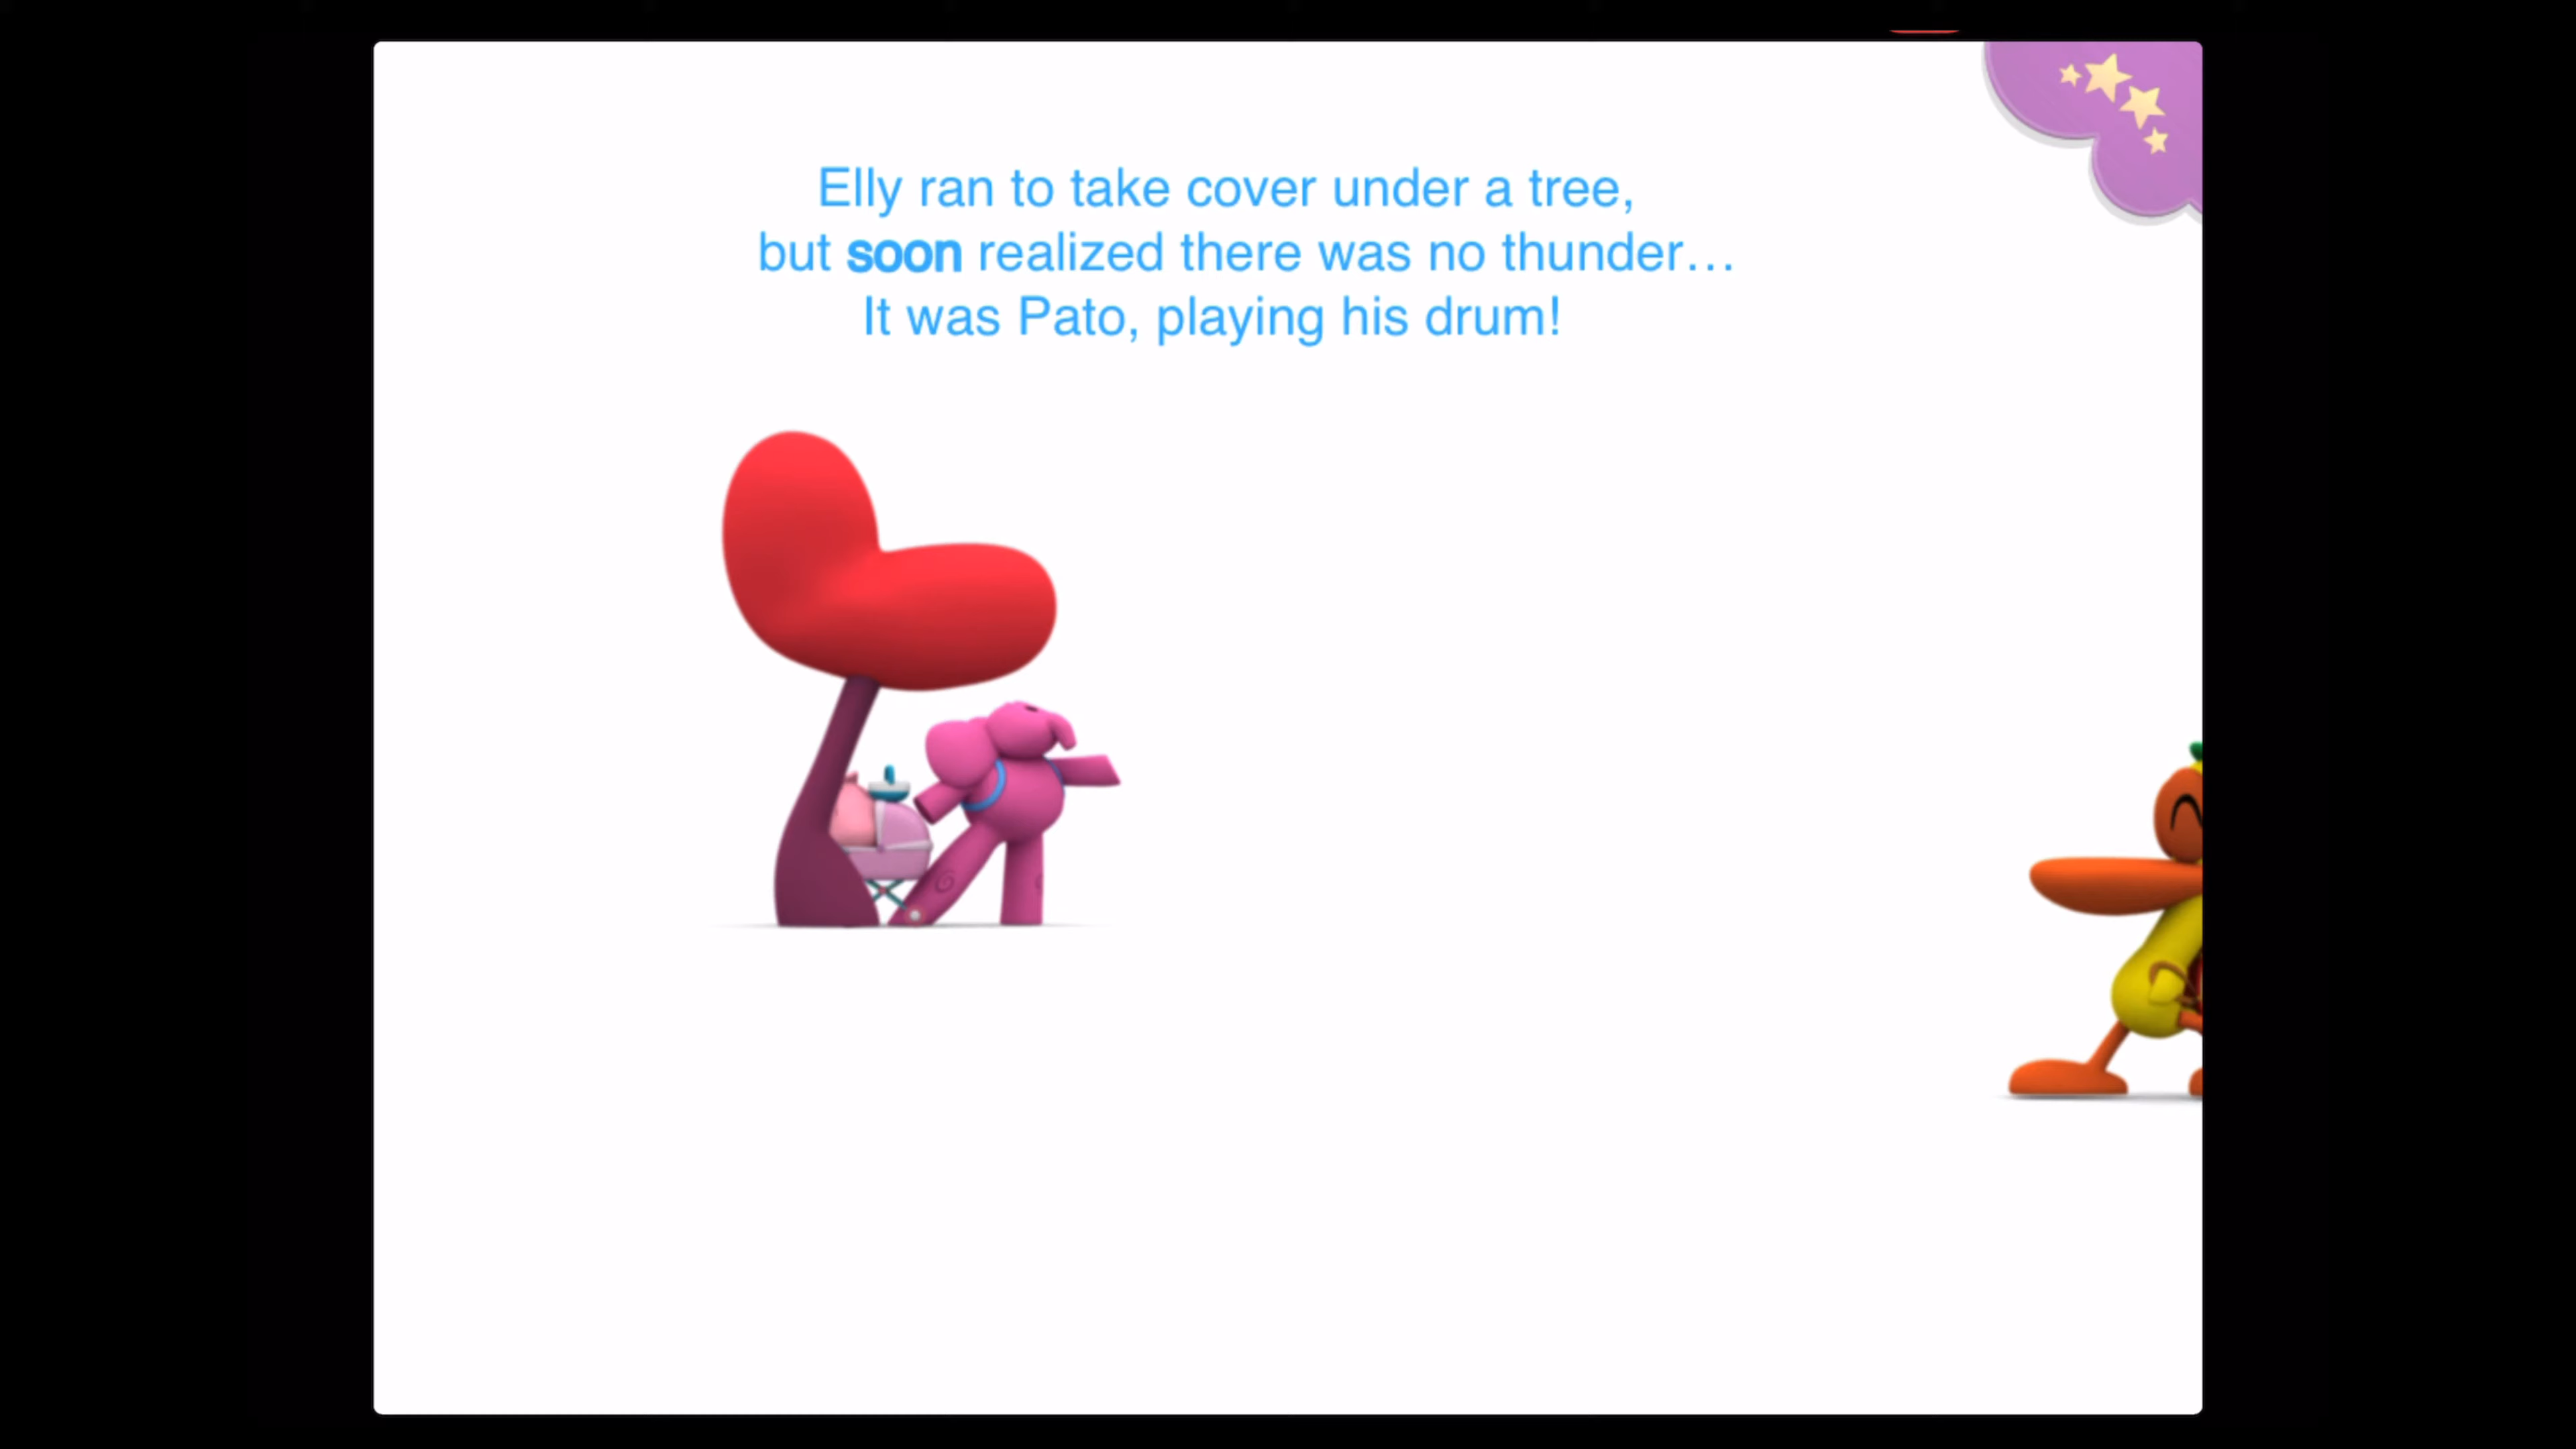 Elly ran to take cover under a tree,
but soon realized there was no thunder…
It was Pato, playing his drum!